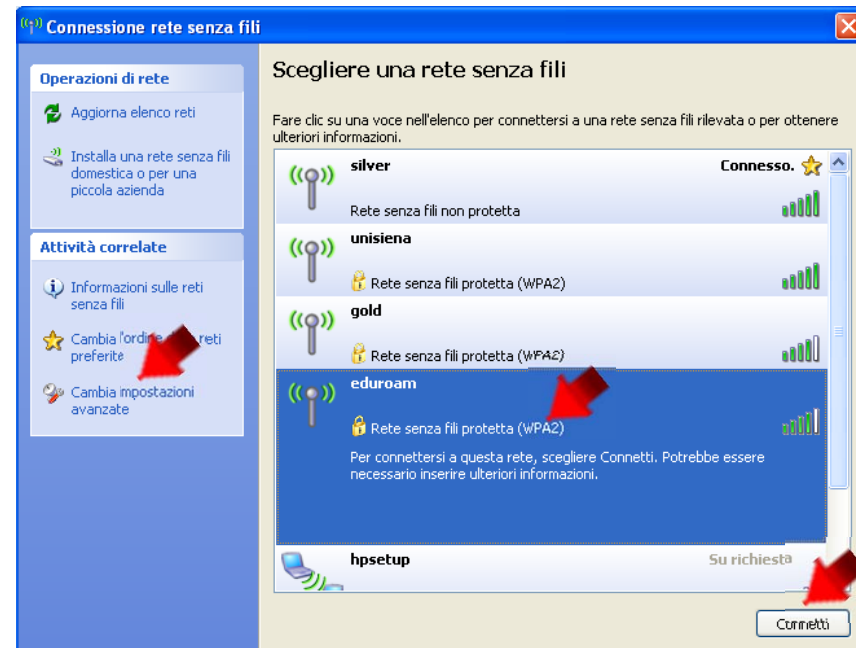 Connessione rete senza fili
Operazioni di rete
Aggiorna elenco reti
Installa una rete senza fili
domestica o per una
piccola azienda
Attività correlate
Informazioni sulle reti
senza fili
Cambia l'ordine reti
preferite
Cambia impostazioni
avanzate
Scegliere una rete senza fili
Fare clic su una voce nell'elenco per connettersi a una rete senza fili rilevata o per ottenere
ulteriori informazioni.
silver
Connesso.
Rete senza fili non protetta
unisiena
Rete senza fili protetta (WPA2)
gold
Rete senza fili protetta (WPA2)
eduroam
Rete senza fili protetta (WPA2)
Per connettersi a questa rete, scegliere Connetti. Potrebbe essere
necessario inserire ulteriori informazioni.
hpsetup
Su richiesta
Connetti